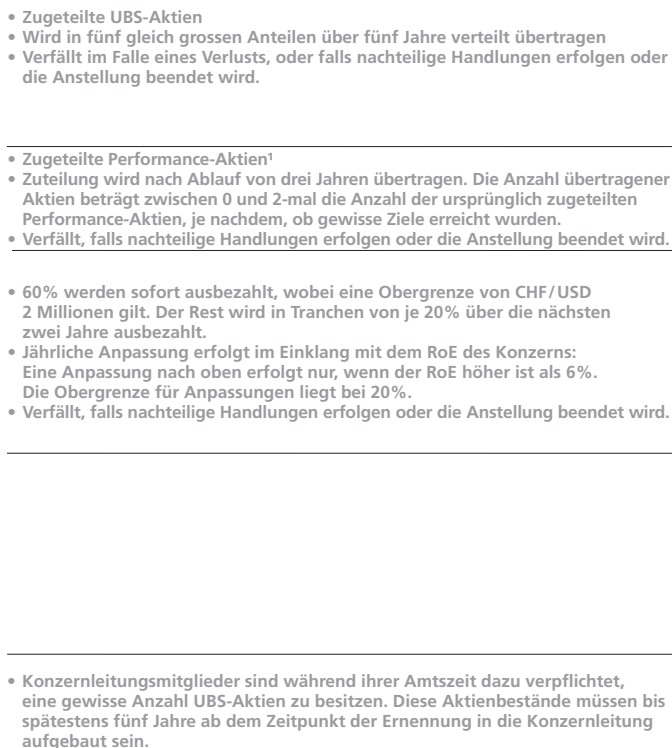 • Zugeteilte UBS-Aktien
• Wird in fünf gleich grossen Anteilen über fünf Jahre verteilt übertragen
• Verfällt im Falle eines Verlusts, oder falls nachteilige Handlungen erfolgen oder
die Anstellung beendet wird.
• Zugeteilte Performance-Aktien¹
• Zuteilung wird nach Ablauf von drei Jahren übertragen. Die Anzahl übertragener
Aktien beträgt zwischen 0 und 2-mal die Anzahl der ursprünglich zugeteilten
Performance-Aktien, je nachdem, ob gewisse Ziele erreicht wurden.
• Verfällt, falls nachteilige Handlungen erfolgen oder die Anstellung beendet wird.
• 60% werden sofort ausbezahlt, wobei eine Obergrenze von CHF/USD
2 Millionen gilt. Der Rest wird in Tranchen von je 20% über die nächsten
zwei Jahre ausbezahlt.
• Jährliche Anpassung erfolgt im Einklang mit dem RoE des Konzerns:
Eine Anpassung nach oben erfolgt nur, wenn der RoE höher ist als 6%.
Die Obergrenze für Anpassungen liegt bei 20%.
• Verfällt, falls nachteilige Handlungen erfolgen oder die Anstellung beendet wird.
• Konzernleitungsmitglieder sind während ihrer Amtszeit dazu verpflichtet,
eine gewisse Anzahl UBS-Aktien zu besitzen. Diese Aktienbestände müssen bis
spätestens fünf Jahre ab dem Zeitpunkt der Ernennung in die Konzernleitung
aufgebaut sein.